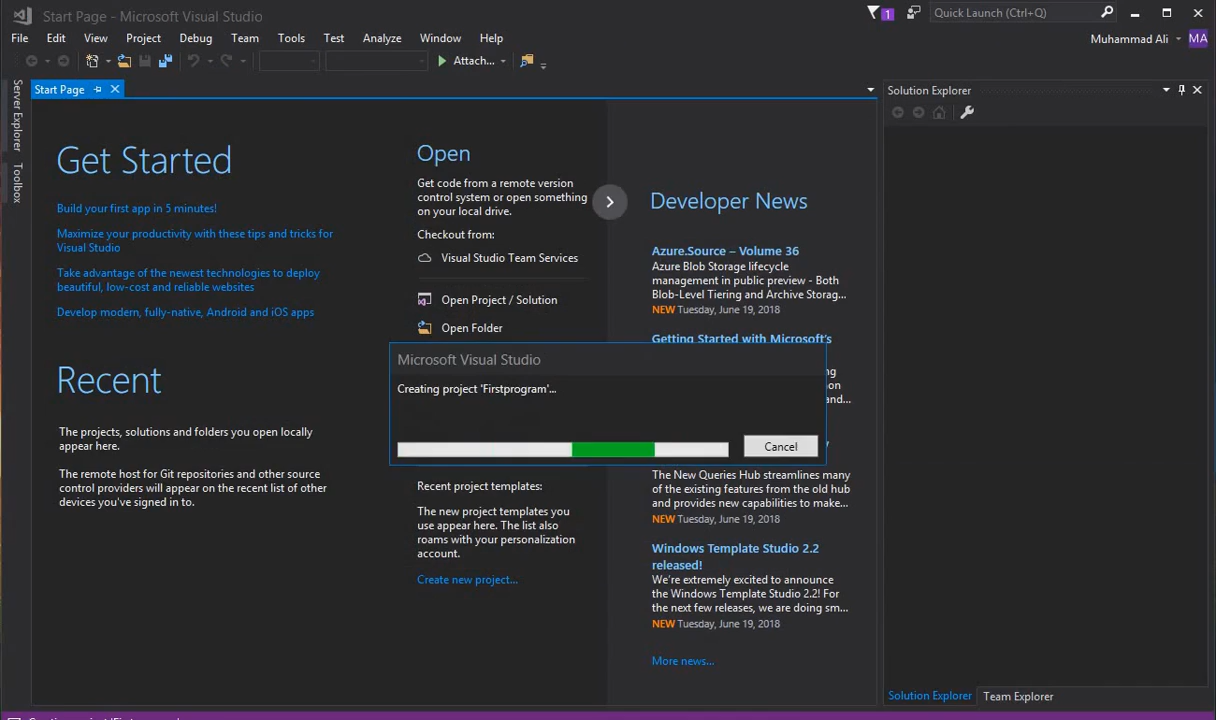 Start Page - Microsoft Visual Studio
1
Quick Launch (Ctrl+Q)
File Edit View Project Debug Team Tools Test Analyze Window Help
Muhammad Ali MA
Attach...
Server Explorer
Toolbox
Start Page
Get Started
Build your first app in 5 minutes!
Maximize your productivity with these tips and tricks for
Visual Studio
Take advantage of the newest technologies to deploy
beautiful, low-cost and reliable websites
Develop modern, fully-native, Android and iOS apps
Recent
The projects, solutions and folders you open locally
appear here.
The remote host for Git repositories and other source
control providers will appear on the recent list of other
devices you've signed in to.
Open
Get code from a remote version
control system or open something
on your local drive.
Checkout from:
Visual Studio Team Services
Open Project / Solution
Open Folder
Microsoft Visual Studio
Creating project 'Firstprogram'...
Cancel
Recent project templates:
The new project templates you
use appear here. The list also
roams with your personalization
account.
Create new project...
Developer News
Azure.Source – Volume 36
Azure Blob Storage lifecycle
management in public preview - Both
Blob-Level Tiering and Archive Storag...
NEW Tuesday, June 19, 2018
Getting Started with Microsoft's
and...
The New Queries Hub streamlines many
of the existing features from the old hub
and provides new capabilities to make...
NEW Tuesday, June 19, 2018
Windows Template Studio 2.2
released!
We're extremely excited to announce
the Windows Template Studio 2.2! For
the next few releases, we are doing sm...
NEW Tuesday, June 19, 2018
More news...
Solution Explorer
Solution Explorer Team Explorer